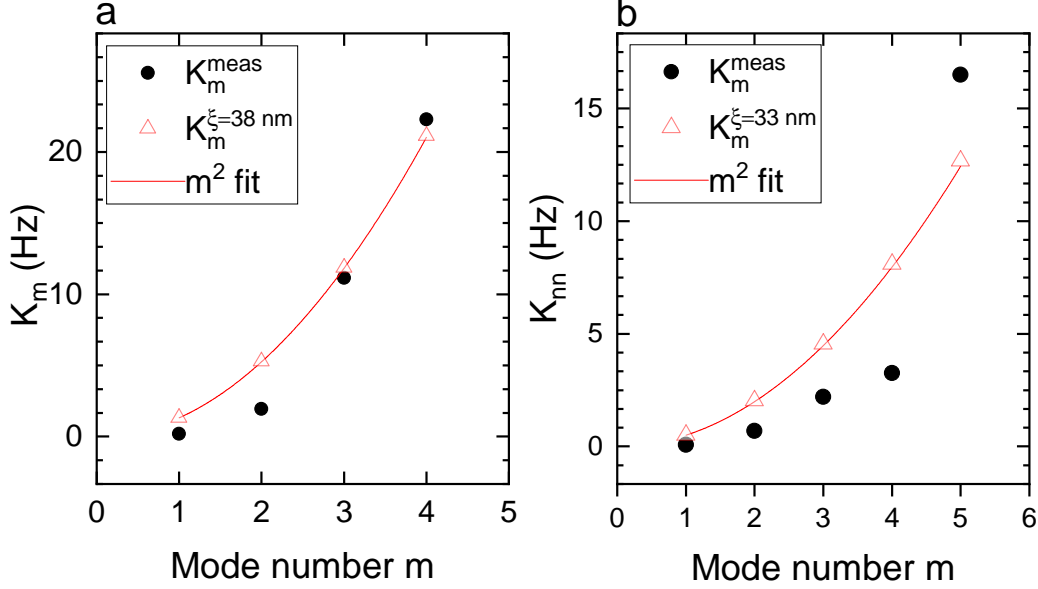 a
K_m^meas
K_m^ξ=38 nm
m² fit
20
10
0
K_m (Hz)
0 1 2 3 4 5
Mode number m
b
K_m^meas
K_m^ξ=33 nm
m² fit
15
10
5
0
K_nn (Hz)
0 1 2 3 4 5 6
Mode number m